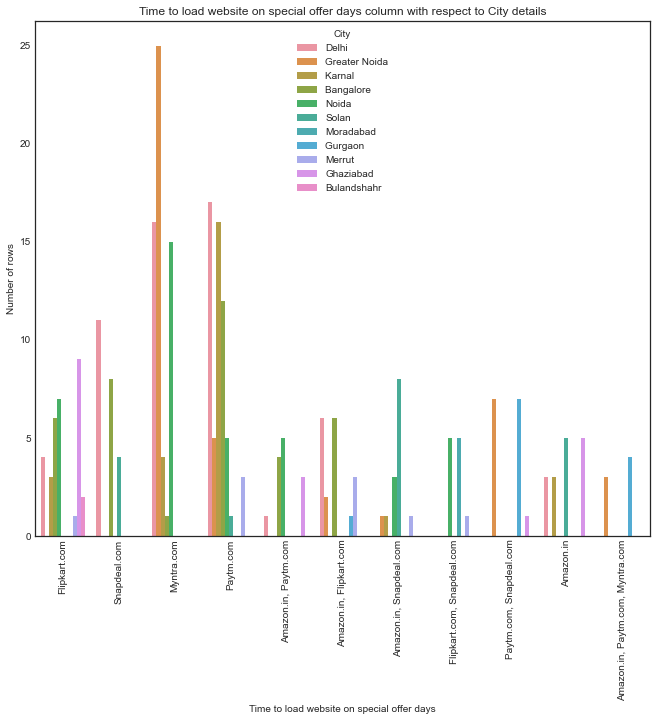 Time to load website on special offer days column with respect to City details
City
Delhi
Greater Noida
Karnal
Bangalore
Noida
Solan
Moradabad
Gurgaon
Merrut
Ghaziabad
Bulandshahr
25
20
15
10
5
0
Number of rows
Flipkart.com
Snapdeal.com
Myntra.com
Paytm.com
Amazon.in, Paytm.com
Amazon.in, Flipkart.com
Amazon.in, Snapdeal.com
Flipkart.com, Snapdeal.com
Paytm.com, Snapdeal.com
Amazon.in
Amazon.in, Paytm.com, Myntra.com
Time to load website on special offer days